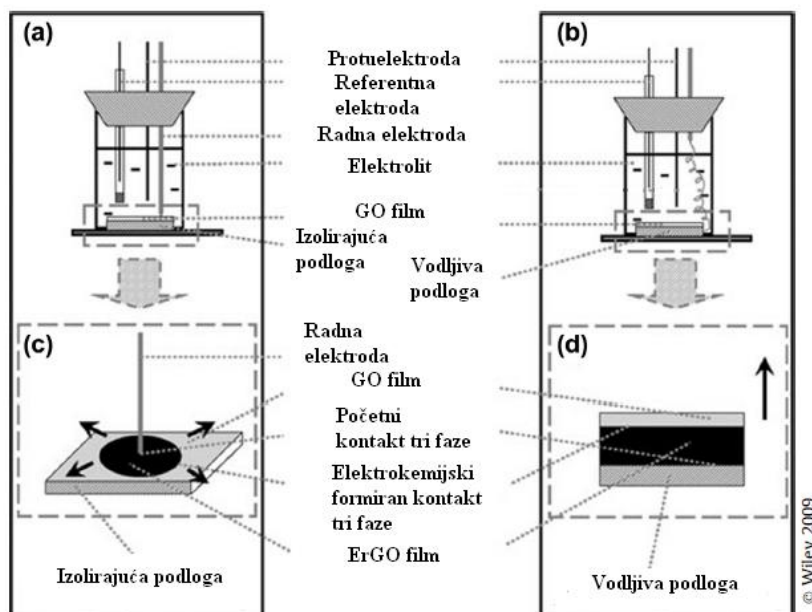 (a)
(b)
Protuelektroda
Referentna
elektroda
Radna elektroda
Elektrolit
GO film
Izolirajuća
podloga
Vodljiva
podloga
(c)
(d)
Radna
elektroda
GO film
Početni
kontakt tri faze
Elektrokemijski
formiran kontakt
tri faze
ErGO film
Izolirajuća podloga
Vodljiva podloga
© Wiley 2009